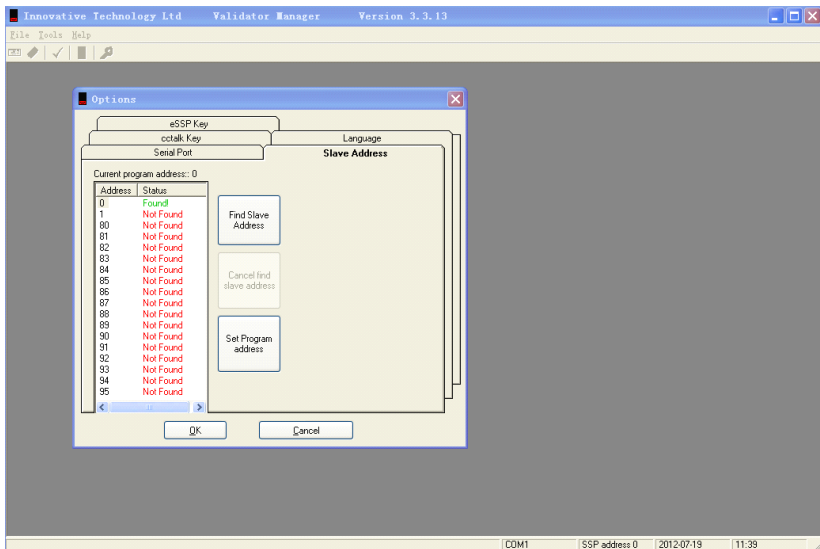 Innovative Technology Ltd Validator Manager Version 3.3.13
File Tools Help
Options
eSSP Key
cctalk Key Language
Serial Port Slave Address
Current program address:: 0
Address Status
0 Found!
1 Not Found
80 Not Found
81 Not Found
82 Not Found
83 Not Found
84 Not Found
85 Not Found
86 Not Found
87 Not Found
88 Not Found
89 Not Found
90 Not Found
91 Not Found
92 Not Found
93 Not Found
94 Not Found
95 Not Found
Find Slave
Address
Cancel find
slave address
Set Program
address
OK Cancel
COM1 SSP address 0 2012-07-19 11:39